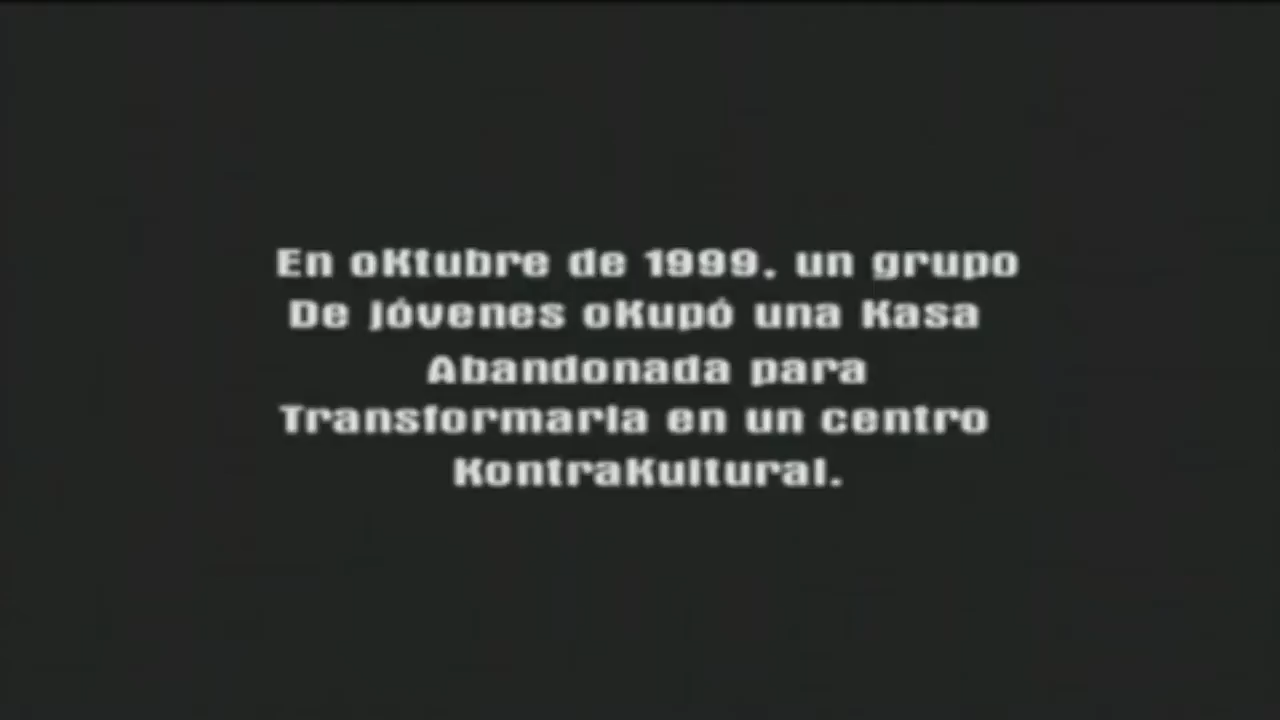 En oKtubre de 1999, un grupo
De jóvenes oKupó una Kasa
Abandonada para
Transformarla en un centro
KontraKultural.